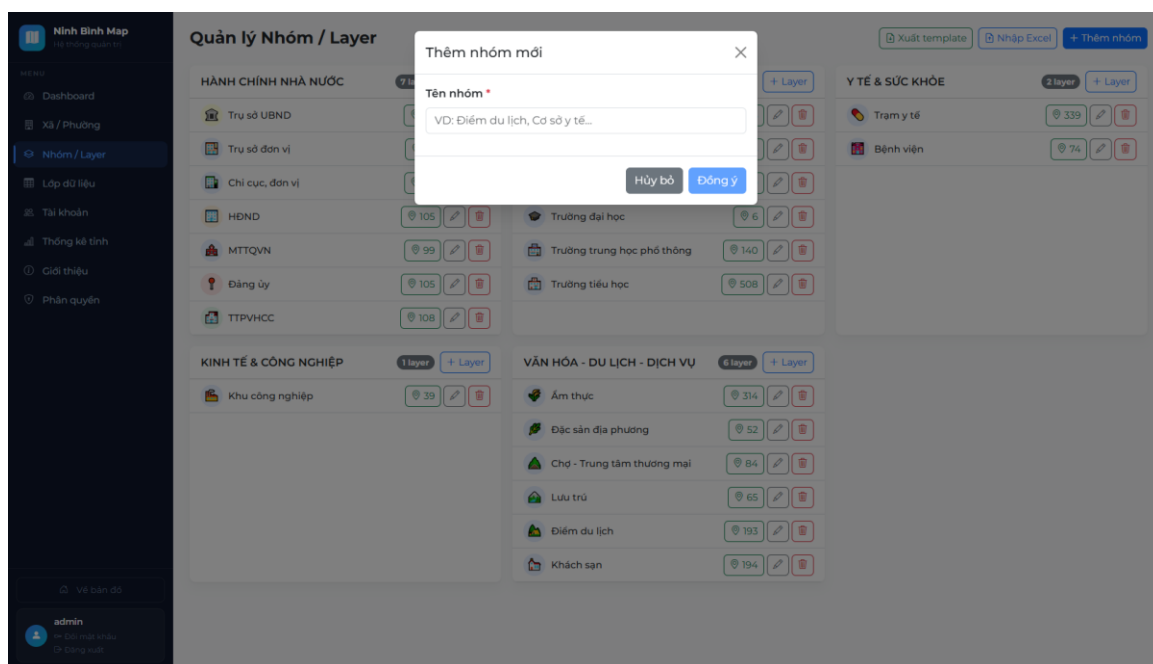 Ninh Bình Map
Hệ thống quản trị
Quản lý Nhóm / Layer
Xuất template
Nhập Excel
+ Thêm nhóm
MENU
Dashboard
Xã / Phường
Nhóm / Layer
Lớp dữ liệu
Tài khoản
Thống kê tỉnh
Giới thiệu
Phân quyền
Về bản đồ
admin
Đổi mật khẩu
Đăng xuất
Thêm nhóm mới
Tên nhóm *
VD: Điểm du lịch, Cơ sở y tế...
Hủy bỏ
Đồng ý
HÀNH CHÍNH NHÀ NƯỚC
Trụ sở UBND
Trụ sở đơn vị
Chi cục, đơn vị
HĐND 105
MTTQVN 99
Đảng ủy 105
TTPVHCC 108
+ Layer
Trường đại học 6
Trường trung học phổ thông 140
Trường tiểu học 508
Y TẾ & SỨC KHỎE 2 layer + Layer
Trạm y tế 339
Bệnh viện 74
KINH TẾ & CÔNG NGHIỆP 1 layer + Layer
Khu công nghiệp 39
VĂN HÓA - DU LỊCH - DỊCH VỤ 6 layer + Layer
Ẩm thực 314
Đặc sản địa phương 52
Chợ - Trung tâm thương mại 84
Lưu trú 65
Điểm du lịch 193
Khách sạn 194